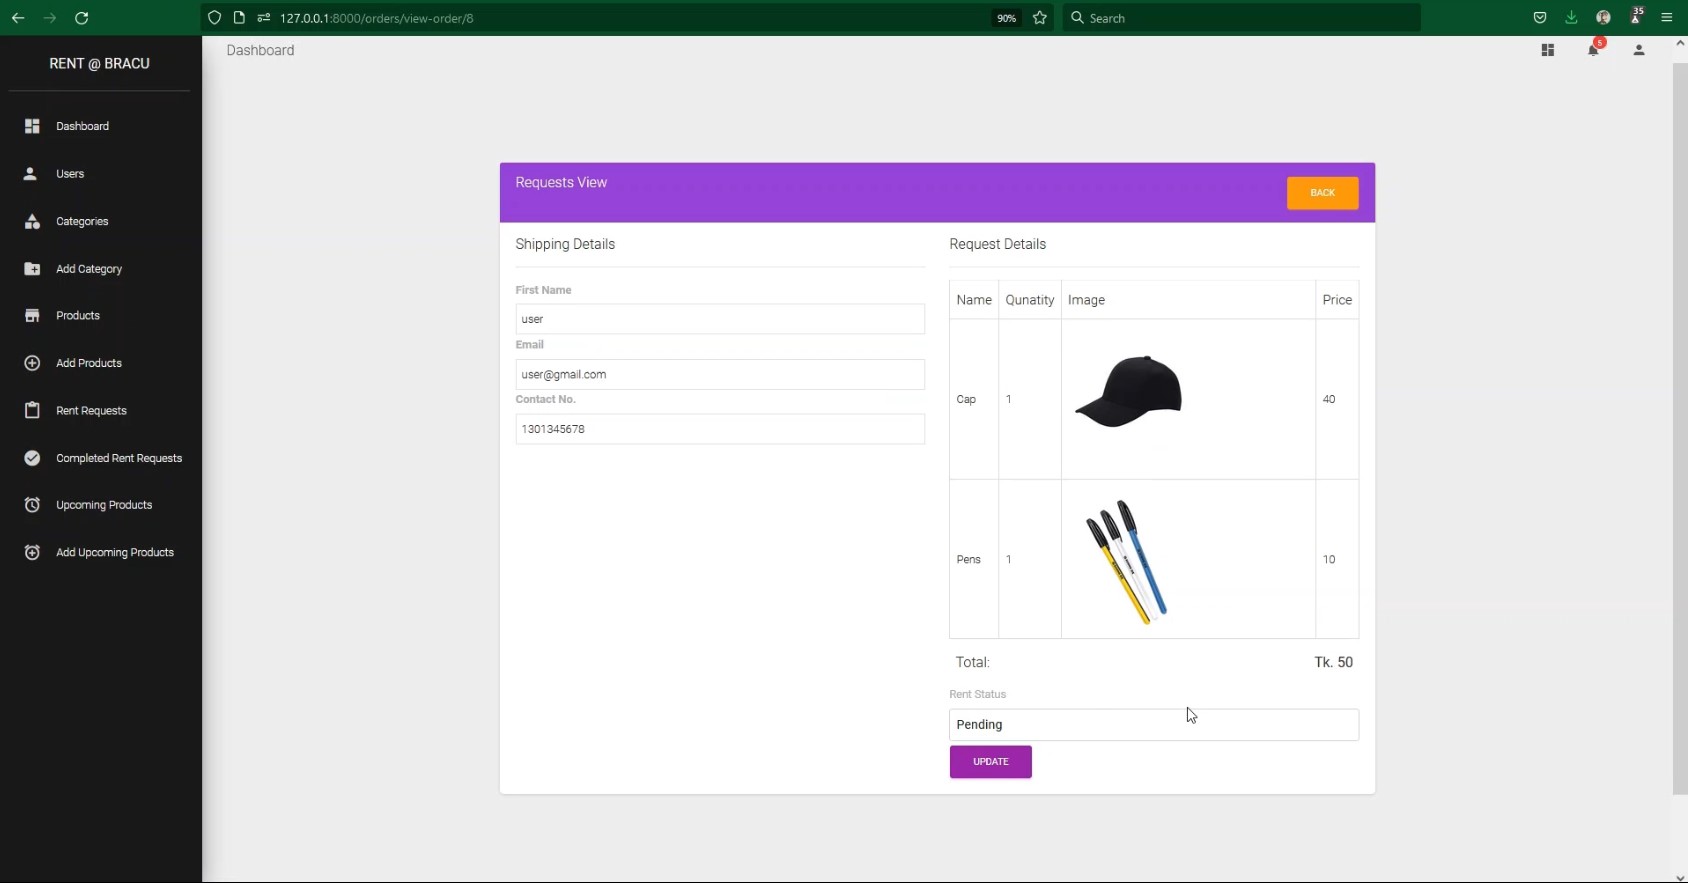 127.0.0.1:8000/orders/view-order/8
90%
Search
35
RENT @ BRACU
Dashboard
Users
Categories
Add Category
Products
Add Products
Rent Requests
Completed Rent Requests
Upcoming Products
Add Upcoming Products
Dashboard
5
Requests View
BACK
Shipping Details
First Name
user
Email
user@gmail.com
Contact No.
1301345678
Request Details
Name Qunatity Image Price
Cap 1 40
Pens 1 10
Total: Tk. 50
Rent Status
Pending
UPDATE